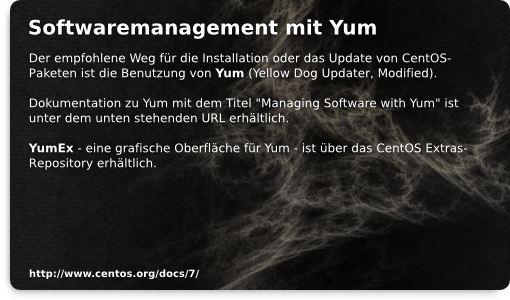 Softwaremanagement mit Yum
Der empfohlene Weg für die Installation oder das Update von CentOS-
Paketen ist die Benutzung von Yum (Yellow Dog Updater, Modified).
Dokumentation zu Yum mit dem Titel "Managing Software with Yum" ist
unter dem unten stehenden URL erhältlich.
YumEx - eine grafische Oberfläche für Yum - ist über das CentOS Extras-
Repository erhältlich.
http://www.centos.org/docs/7/